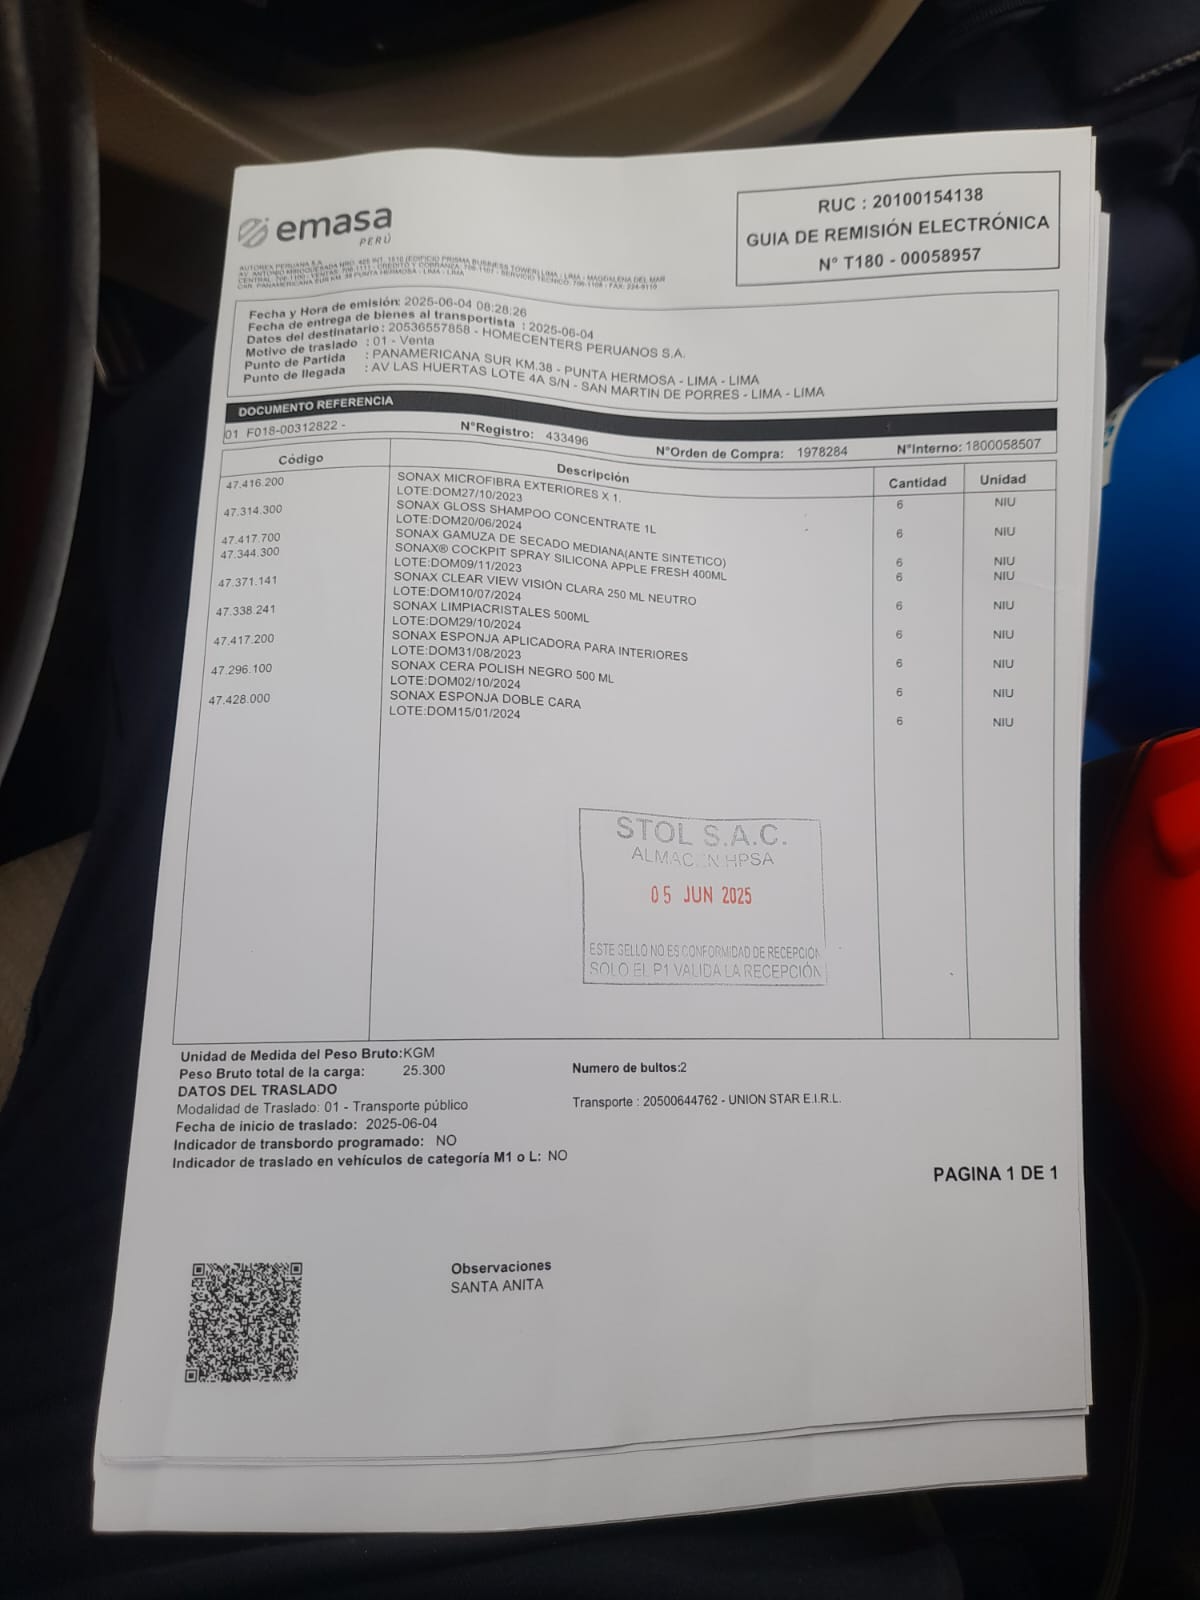 emasa
PERÚ
AUTOREX PERUANA S.A.
RUC : 20100154138
GUIA DE REMISIÓN ELECTRÓNICA
N° T180 - 00058957
Fecha y Hora de emisión: 2025-06-04 08:28:26
Fecha de entrega de bienes al transportista : 2025-06-04
Datos del destinatario : 20536557858 - HOMECENTERS PERUANOS S.A.
Motivo de traslado : 01 - Venta
Punto de Partida : PANAMERICANA SUR KM.38 - PUNTA HERMOSA - LIMA - LIMA
Punto de llegada : AV LAS HUERTAS LOTE 4A S/N - SAN MARTIN DE PORRES - LIMA - LIMA
DOCUMENTO REFERENCIA
01 F018-00312822 - N°Registro: 433496 N°Orden de Compra: 1978284 N°Interno: 1800058507
Código Descripción Cantidad Unidad
47.416.200 SONAX MICROFIBRA EXTERIORES X 1. 6 NIU
LOTE:DOM27/10/2023
47.314.300 SONAX GLOSS SHAMPOO CONCENTRATE 1L 6 NIU
LOTE:DOM20/06/2024
47.417.700 SONAX GAMUZA DE SECADO MEDIANA(ANTE SINTETICO) 6 NIU
47.344.300 SONAX® COCKPIT SPRAY SILICONA APPLE FRESH 400ML 6 NIU
LOTE:DOM09/11/2023
47.371.141 SONAX CLEAR VIEW VISIÓN CLARA 250 ML NEUTRO 6 NIU
LOTE:DOM10/07/2024
47.338.241 SONAX LIMPIACRISTALES 500ML 6 NIU
LOTE:DOM29/10/2024
47.417.200 SONAX ESPONJA APLICADORA PARA INTERIORES 6 NIU
LOTE:DOM31/08/2023
47.296.100 SONAX CERA POLISH NEGRO 500 ML 6 NIU
LOTE:DOM02/10/2024
47.428.000 SONAX ESPONJA DOBLE CARA 6 NIU
LOTE:DOM15/01/2024
STOL S.A.C.
ALMACEN HPSA
05 JUN 2025
ESTE SELLO NO ES CONFORMIDAD DE RECEPCIÓN
SOLO EL P1 VALIDA LA RECEPCIÓN
Unidad de Medida del Peso Bruto:KGM
Peso Bruto total de la carga: 25.300 Numero de bultos:2
DATOS DEL TRASLADO
Modalidad de Traslado: 01 - Transporte público Transporte : 20500644762 - UNION STAR E.I.R.L.
Fecha de inicio de traslado: 2025-06-04
Indicador de transbordo programado: NO
Indicador de traslado en vehículos de categoría M1 o L: NO
PAGINA 1 DE 1
Observaciones
SANTA ANITA